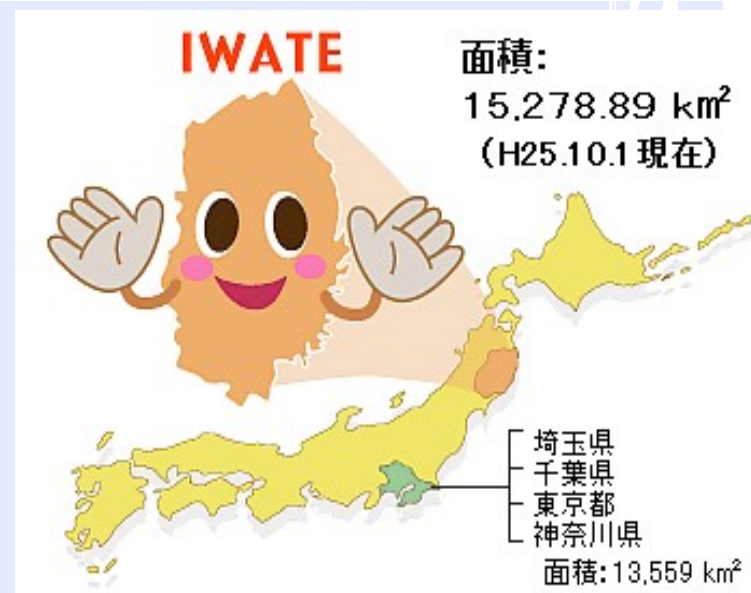 IWATE
面積:
15,278.89 km²
（H25.10.1 現在）
埼玉県
千葉県
東京都
神奈川県
面積:13,559 km²